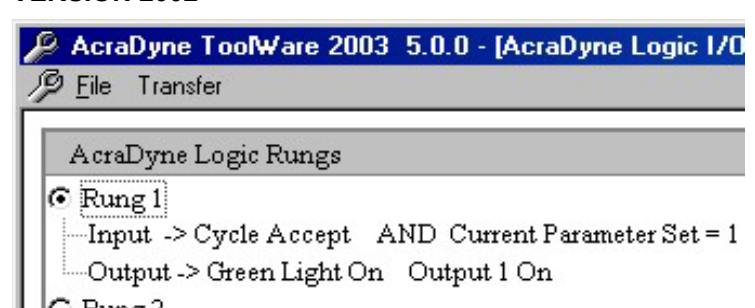 AcraDyne ToolWare 2003 5.0.0 - [AcraDyne Logic I/O
File Transfer
AcraDyne Logic Rungs
Rung 1
Input -> Cycle Accept AND Current Parameter Set = 1
Output -> Green Light On Output 1 On